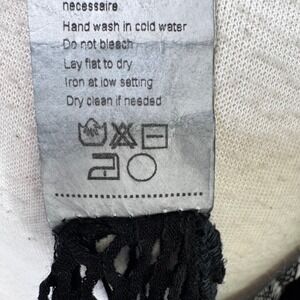 necessaire
Hand wash in cold water
Do not bleach
Lay flat to dry
Iron at low setting
Dry clean if needed